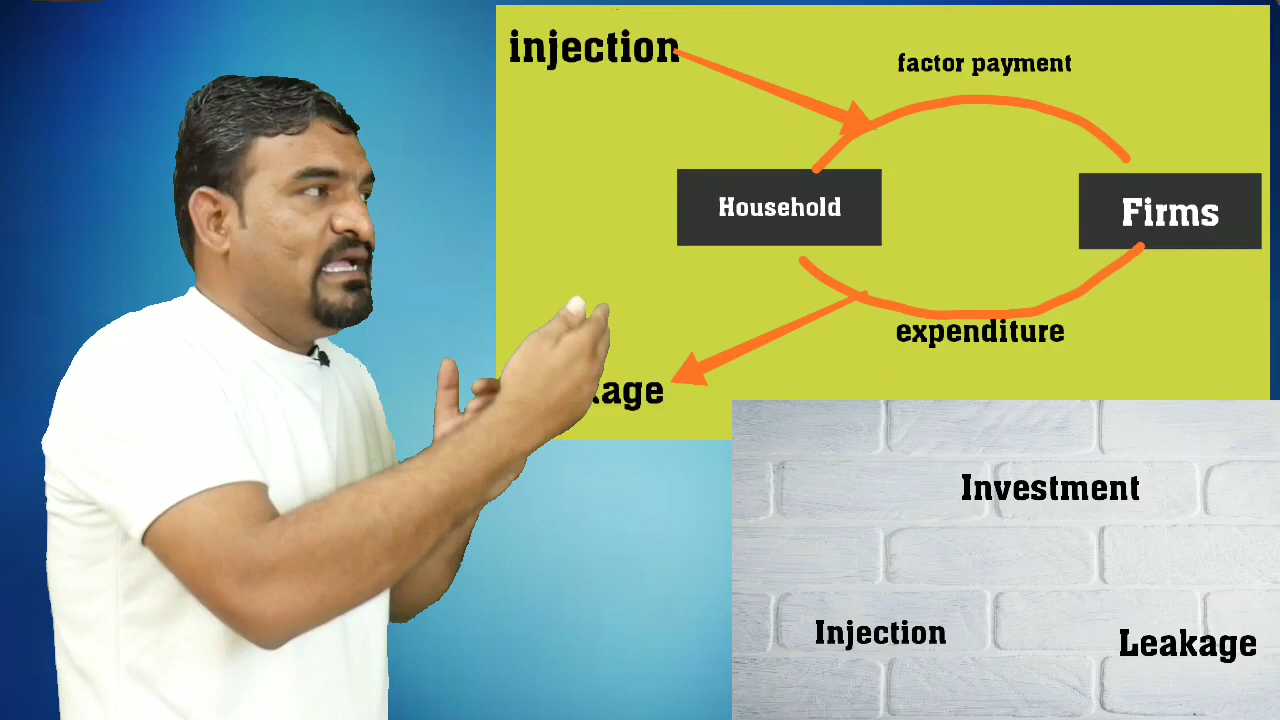 injection
factor payment
Household
Firms
expenditure
Investment
Injection
Leakage